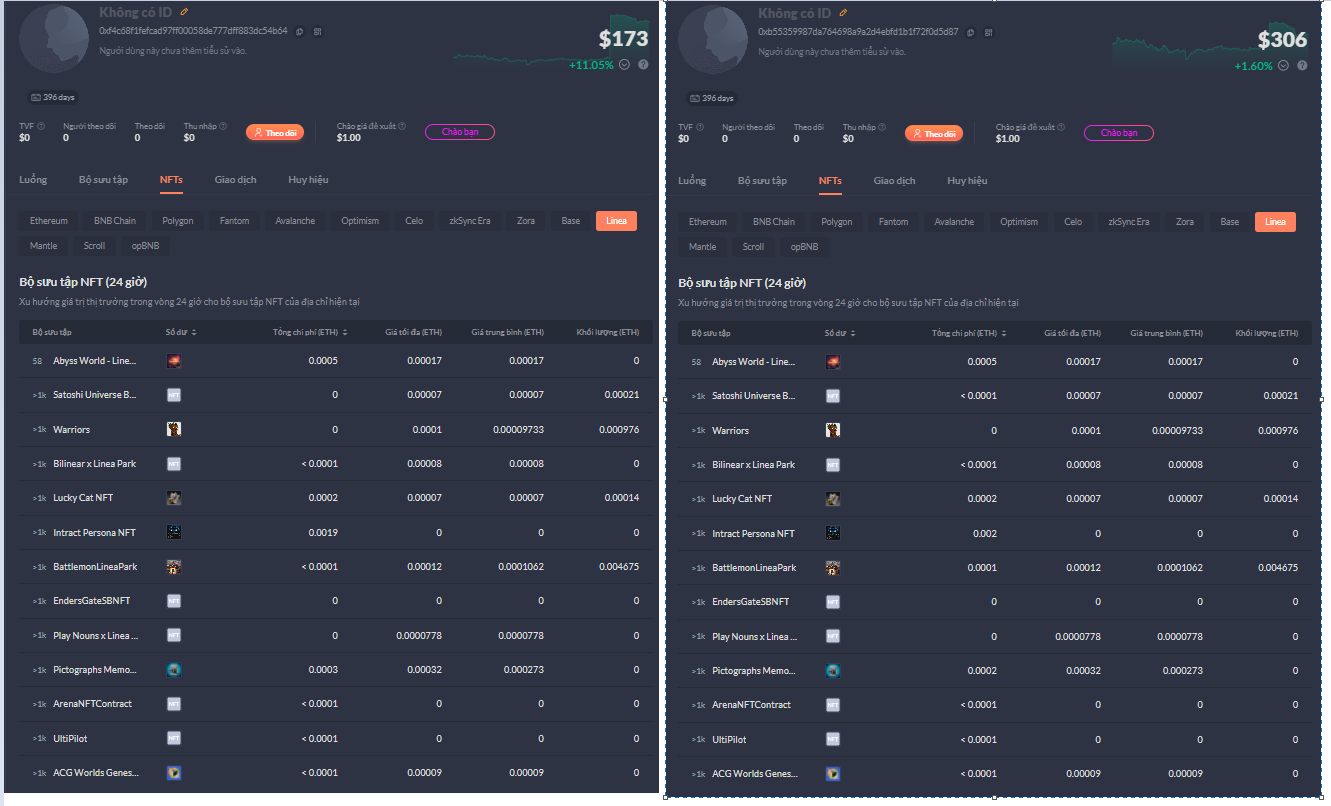 Không có ID
0xf4c68f1fefcad97ff00058de777dff883dc54b64
Người dùng này chưa thêm tiểu sử vào.
$173
+11.05%
396 days
TVF Người theo dõi Theo dõi Thu nhập Chào giá đề xuất
$0 0 0 $0 Theo dõi $1.00 Chào bạn
Luồng Bộ sưu tập NFTs Giao dịch Huy hiệu
Ethereum BNB Chain Polygon Fantom Avalanche Optimism Celo zkSync Era Zora Base Linea
Mantle Scroll opBNB
Bộ sưu tập NFT (24 giờ)
Xu hướng giá trị thị trường trong vòng 24 giờ cho bộ sưu tập NFT của địa chỉ hiện tại
Bộ sưu tập Số dư Tổng chi phí (ETH) Giá tối đa (ETH) Giá trung bình (ETH) Khối lượng (ETH)
58 Abyss World - Line... 0.0005 0.00017 0.00017 0
>1k Satoshi Universe B... NFT 0 0.00007 0.00007 0.00021
>1k Warriors 0 0.0001 0.00009733 0.000976
>1k Bilinear x Linea Park NFT < 0.0001 0.00008 0.00008 0
>1k Lucky Cat NFT 0.0002 0.00007 0.00007 0.00014
>1k Intract Persona NFT 0.0019 0 0 0
>1k BattlemonLineaPark < 0.0001 0.00012 0.0001062 0.004675
>1k EndersGateSBNFT NFT 0 0 0 0
>1k Play Nouns x Linea ... NFT 0 0.0000778 0.0000778 0
>1k Pictographs Memo... 0.0003 0.00032 0.000273 0
>1k ArenaNFTContract NFT < 0.0001 0 0 0
>1k UltiPilot NFT < 0.0001 0 0 0
>1k ACG Worlds Genes... < 0.0001 0.00009 0.00009 0
Không có ID
0xb55359987da764698a9a2d4ebfd1b1f72f0d5d87
Người dùng này chưa thêm tiểu sử vào.
$306
+1.60%
396 days
TVF Người theo dõi Theo dõi Thu nhập Chào giá đề xuất
$0 0 0 $0 Theo dõi $1.00 Chào bạn
Luồng Bộ sưu tập NFTs Giao dịch Huy hiệu
Ethereum BNB Chain Polygon Fantom Avalanche Optimism Celo zkSync Era Zora Base Linea
Mantle Scroll opBNB
Bộ sưu tập NFT (24 giờ)
Xu hướng giá trị thị trường trong vòng 24 giờ cho bộ sưu tập NFT của địa chỉ hiện tại
Bộ sưu tập Số dư Tổng chi phí (ETH) Giá tối đa (ETH) Giá trung bình (ETH) Khối lượng (ETH)
58 Abyss World - Line... 0.0005 0.00017 0.00017 0
>1k Satoshi Universe B... NFT < 0.0001 0.00007 0.00007 0.00021
>1k Warriors 0 0.0001 0.00009733 0.000976
>1k Bilinear x Linea Park NFT < 0.0001 0.00008 0.00008 0
>1k Lucky Cat NFT 0.0002 0.00007 0.00007 0.00014
>1k Intract Persona NFT 0.002 0 0 0
>1k BattlemonLineaPark 0.0001 0.00012 0.0001062 0.004675
>1k EndersGateSBNFT NFT 0 0 0 0
>1k Play Nouns x Linea ... NFT 0 0.0000778 0.0000778 0
>1k Pictographs Memo... 0.0002 0.00032 0.000273 0
>1k ArenaNFTContract NFT < 0.0001 0 0 0
>1k UltiPilot NFT < 0.0001 0 0 0
>1k ACG Worlds Genes... < 0.0001 0.00009 0.00009 0